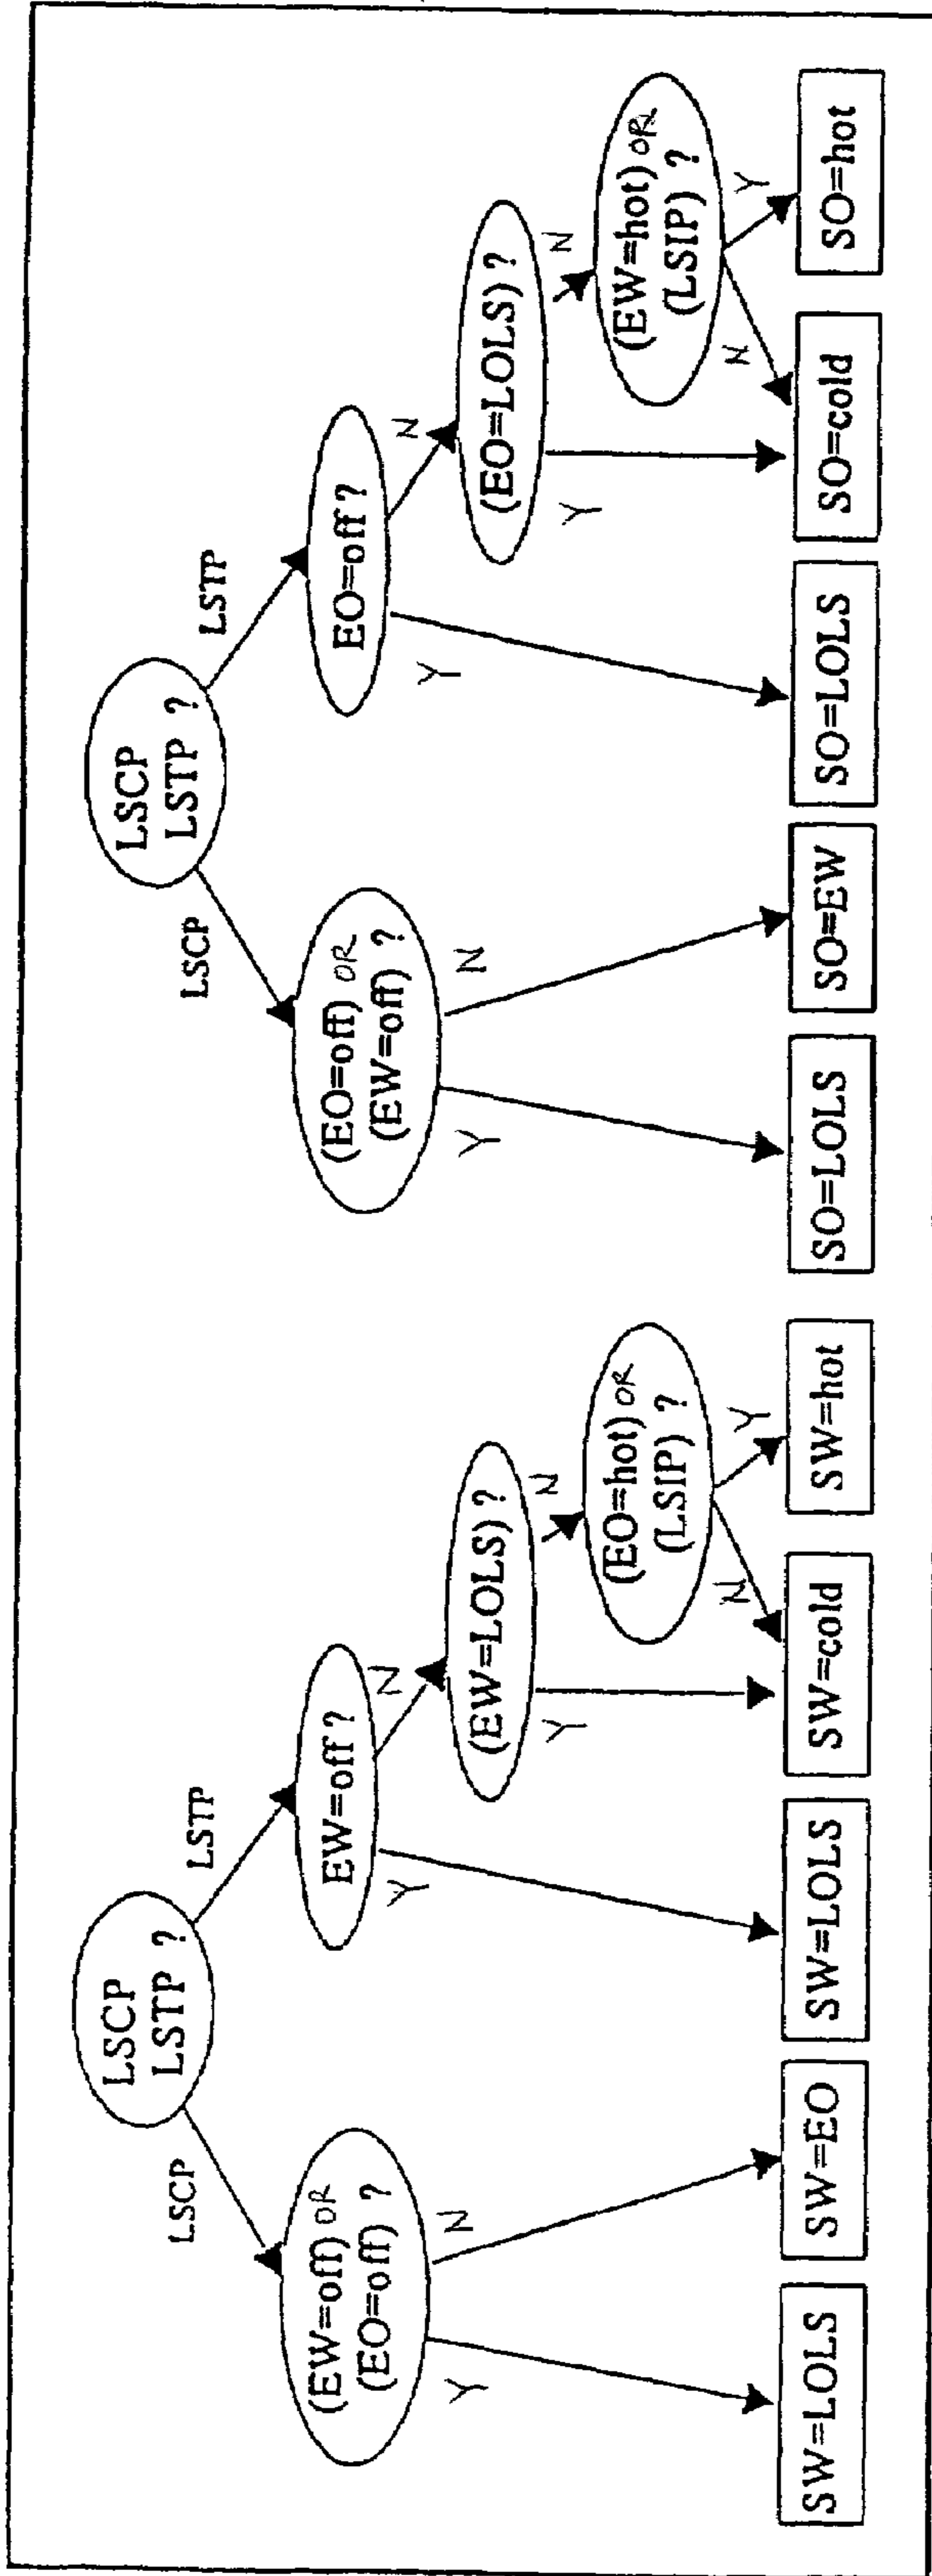 LSCP
LSTP ?
LSCP
LSTP
(EW=off) OR
(EO=off) ?
Y
N
EW=off ?
Y
N
(EW=LOLS) ?
Y
N
(EO=hot) OR
(LSIP) ?
N
Y
SW=LOLS
SW=EO
SW=LOLS
SW=cold
SW=hot
LSCP
LSTP ?
LSCP
LSTP
(EO=off) OR
(EW=off) ?
Y
N
EO=off ?
Y
N
(EO=LOLS) ?
Y
N
(EW=hot) OR
(LSIP) ?
N
Y
SO=LOLS
SO=EW
SO=LOLS
SO=cold
SO=hot